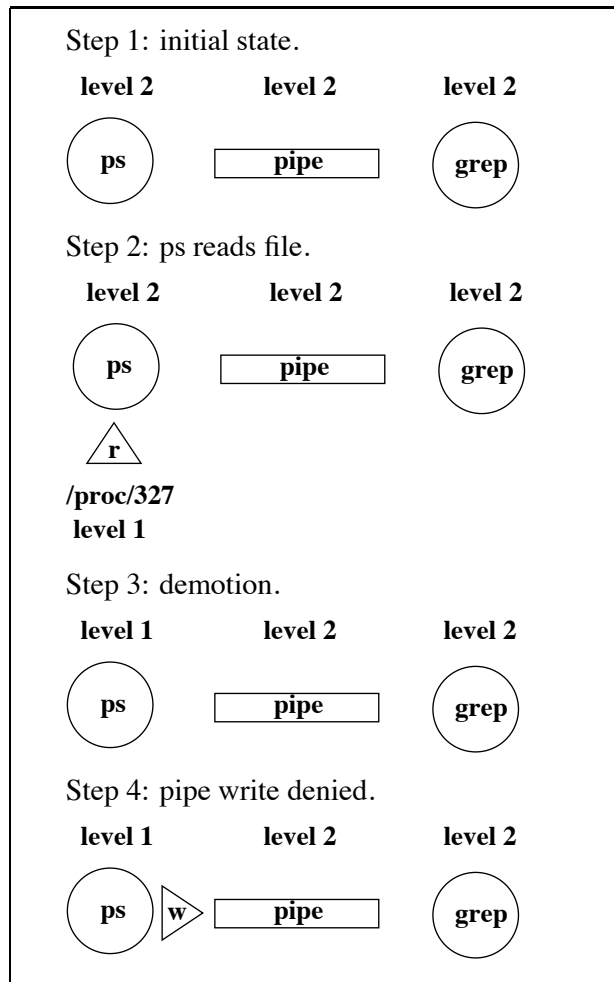 Step 1: initial state.
level 2 level 2 level 2
ps pipe grep
Step 2: ps reads file.
level 2 level 2 level 2
ps pipe grep
r
/proc/327
level 1
Step 3: demotion.
level 1 level 2 level 2
ps pipe grep
Step 4: pipe write denied.
level 1 level 2 level 2
ps w pipe grep